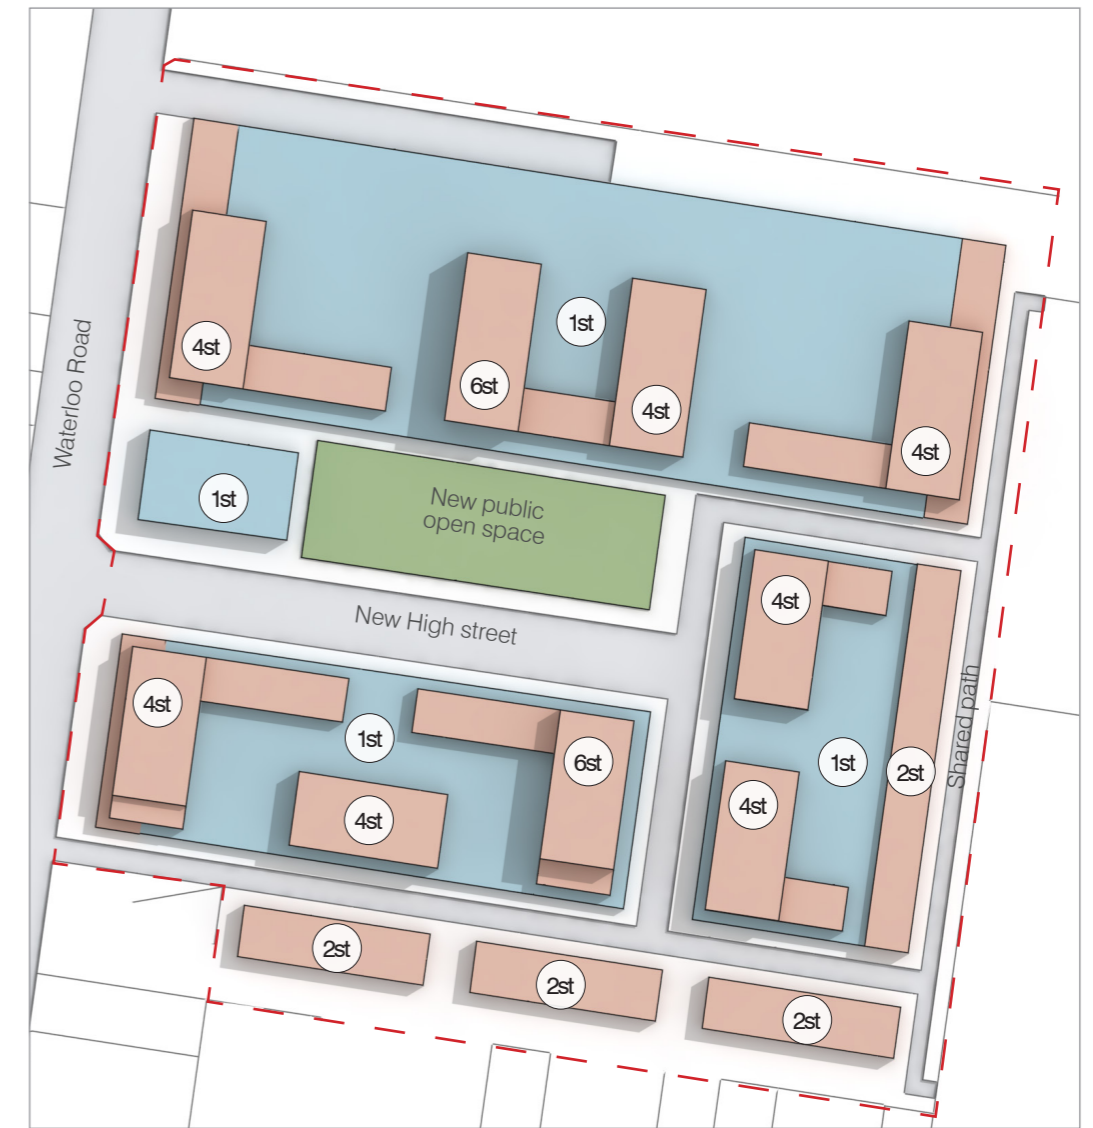 1st
4st
6st
4st
4st
Waterloo Road
1st
New public
open space
New High street
4st
4st
1st
6st
4st
Shared path
1st
2st
4st
2st
2st
2st